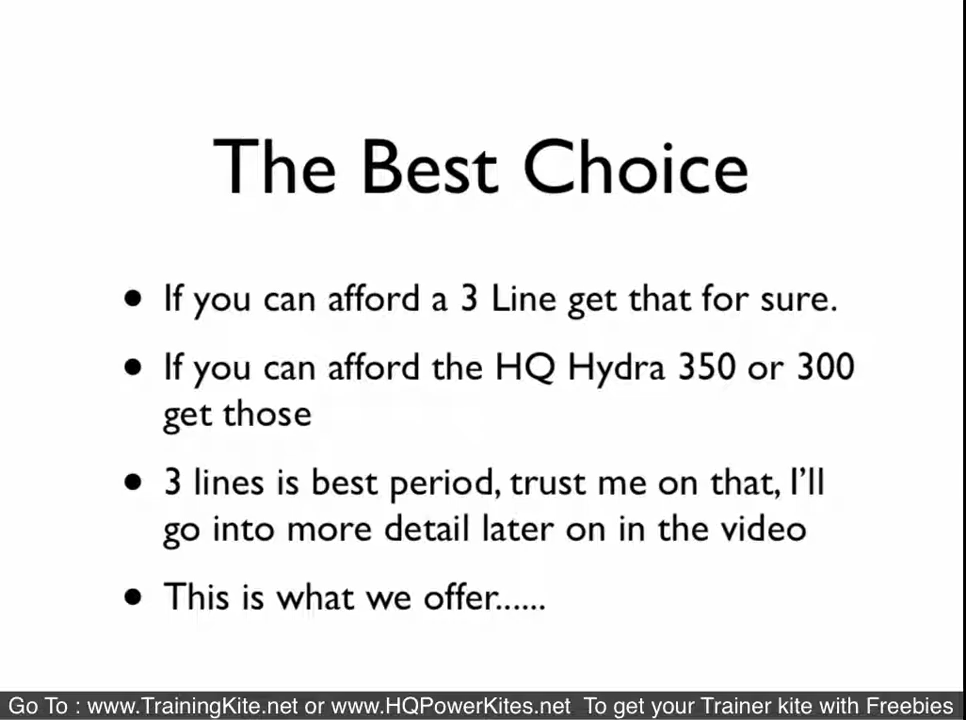 The Best Choice
• If you can afford a 3 Line get that for sure.
• If you can afford the HQ Hydra 350 or 300
get those
• 3 lines is best period, trust me on that, I'll
go into more detail later on in the video
• This is what we offer......
Go To : www.TrainingKite.net or www.HQPowerKites.net  To get your Trainer kite with Freebies